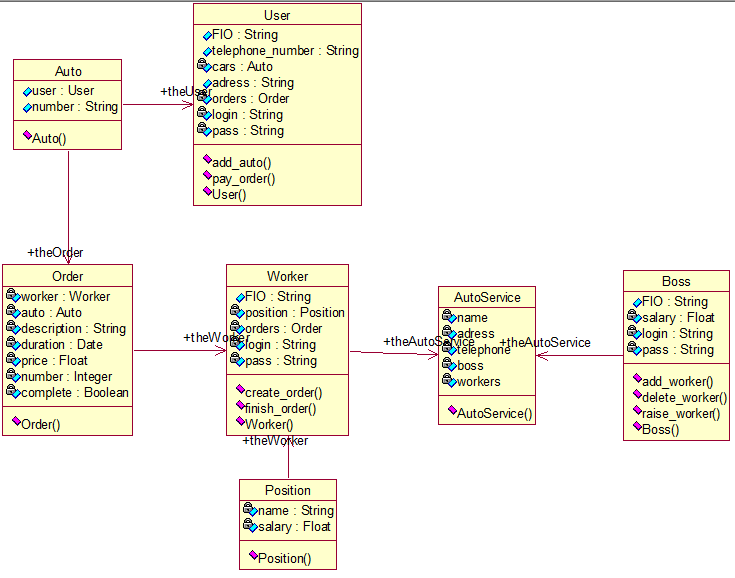 User
FIO : String
telephone_number : String
cars : Auto
adress : String
orders : Order
login : String
pass : String
add_auto()
pay_order()
User()
Auto
user : User
number : String
Auto()
+theUser
+theOrder
Order
worker : Worker
auto : Auto
description : String
duration : Date
price : Float
number : Integer
complete : Boolean
Order()
+theWorker
Worker
FIO : String
position : Position
orders : Order
login : String
pass : String
create_order()
finish_order()
Worker()
+theWorker
Position
name : String
salary : Float
Position()
+theAutoService
AutoService
name
adress
telephone
boss
workers
AutoService()
+theAutoService
Boss
FIO : String
salary : Float
login : String
pass : String
add_worker()
delete_worker()
raise_worker()
Boss()